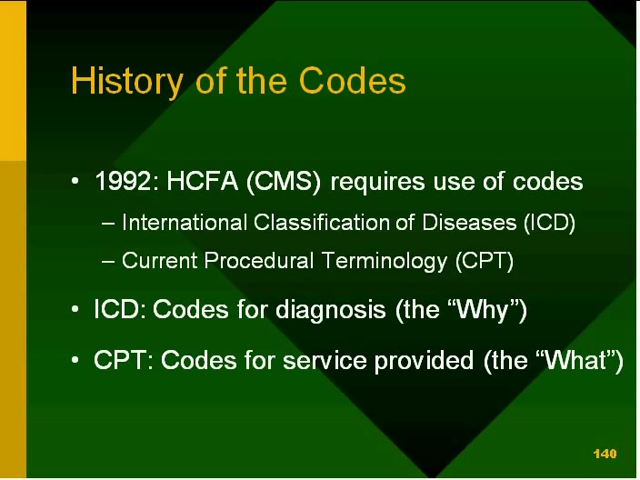 History of the Codes
• 1992: HCFA (CMS) requires use of codes
– International Classification of Diseases (ICD)
– Current Procedural Terminology (CPT)
• ICD: Codes for diagnosis (the “Why”)
• CPT: Codes for service provided (the “What”)
140